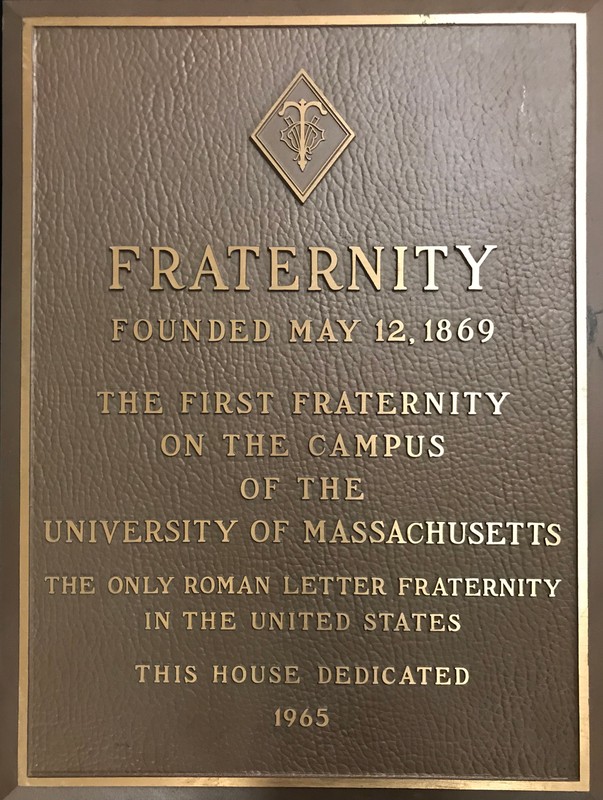 FRATERNITY
FOUNDED MAY 12, 1869
THE FIRST FRATERNITY
ON THE CAMPUS
OF THE
UNIVERSITY OF MASSACHUSETTS
THE ONLY ROMAN LETTER FRATERNITY
IN THE UNITED STATES
THIS HOUSE DEDICATED
1965